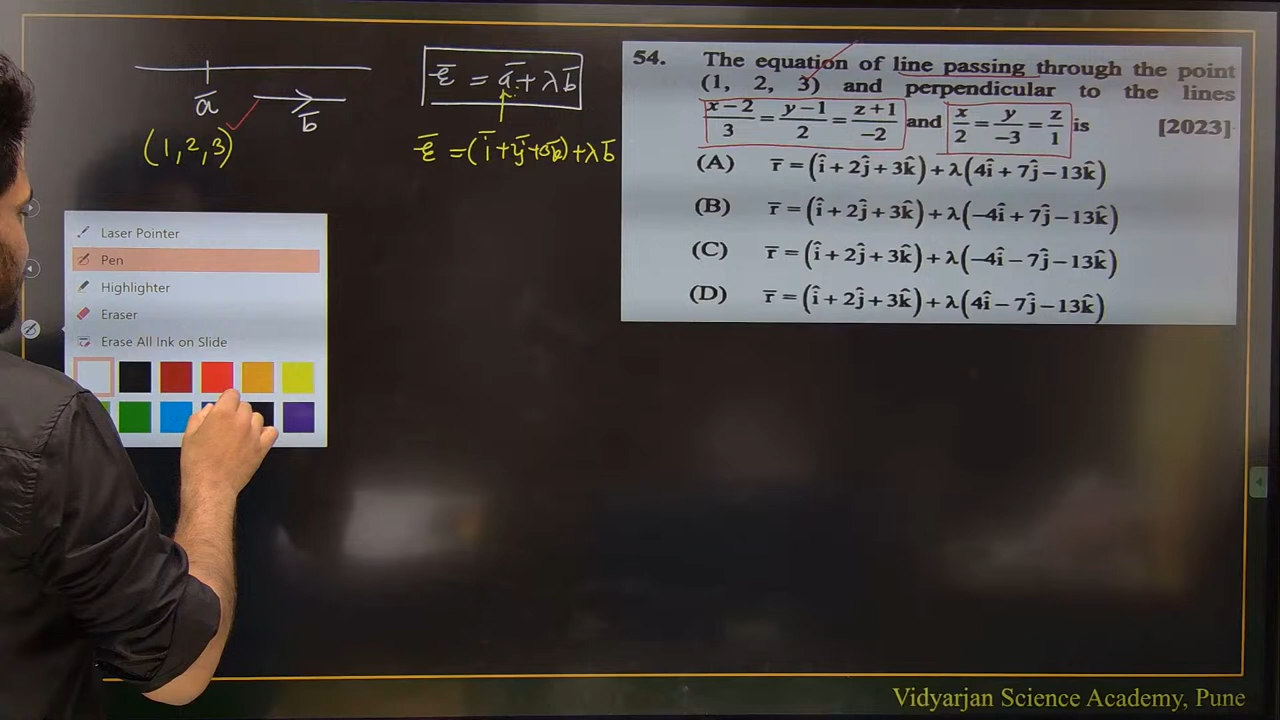 r̄ = ā + λb̄
ā
b̄
(1, 2, 3)
r̄ = (ī + 2j̄ + 3k̄) + λb̄
54. The equation of line passing through the point
(1, 2, 3) and perpendicular to the lines
x−2/3 = y−1/2 = z+1/−2 and x/2 = y/−3 = z/1 is [2023]
(A) r̄ = (î + 2ĵ + 3k̂) + λ(4î + 7ĵ − 13k̂)
(B) r̄ = (î + 2ĵ + 3k̂) + λ(−4î + 7ĵ − 13k̂)
(C) r̄ = (î + 2ĵ + 3k̂) + λ(−4î − 7ĵ − 13k̂)
(D) r̄ = (î + 2ĵ + 3k̂) + λ(4î − 7ĵ − 13k̂)
Laser Pointer
Pen
Highlighter
Eraser
Erase All Ink on Slide
Vidyarjan Science Academy, Pune